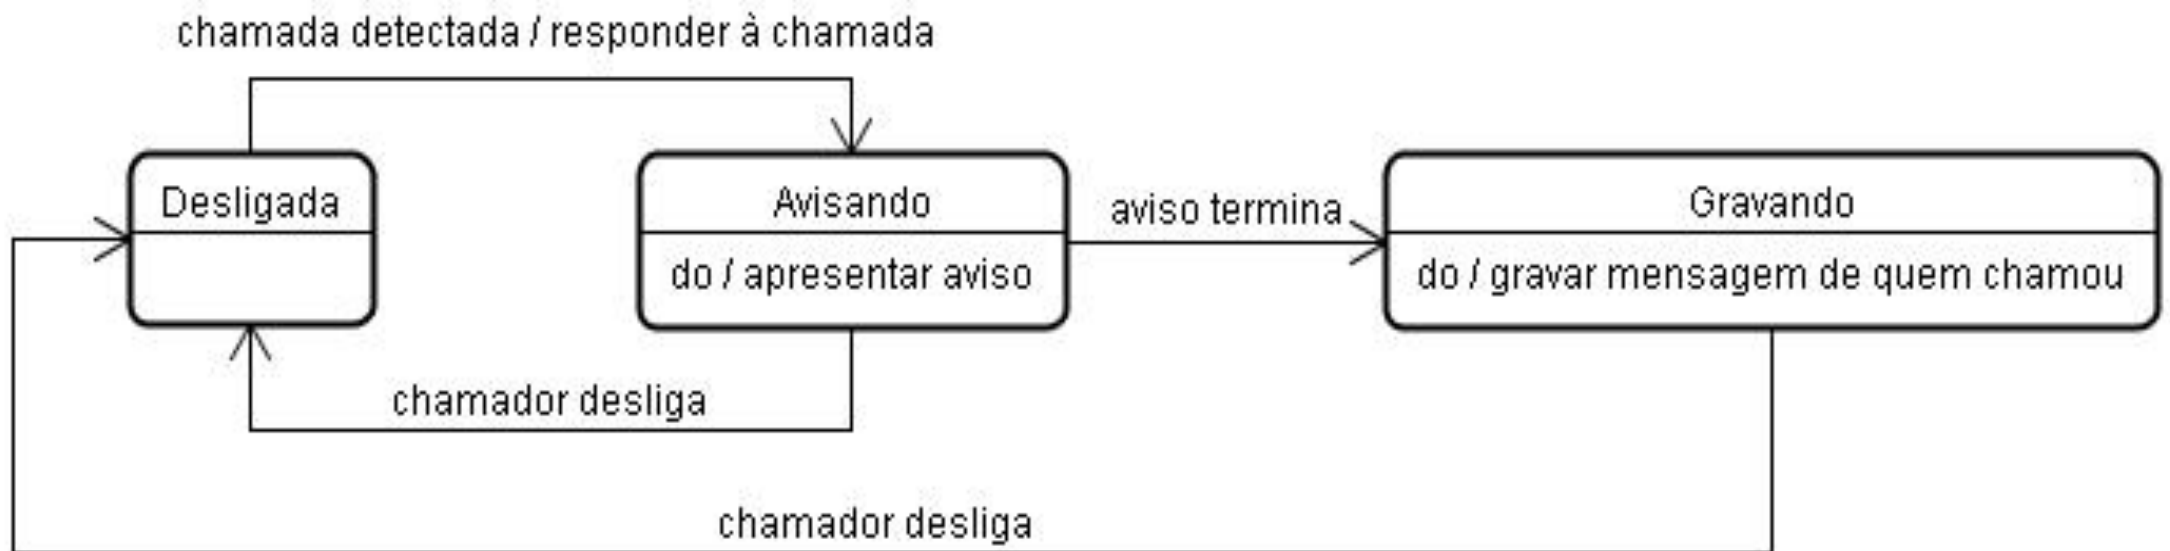 chamada detectada / responder à chamada
Desligada
Avisando
do / apresentar aviso
aviso termina
Gravando
do / gravar mensagem de quem chamou
chamador desliga
chamador desliga